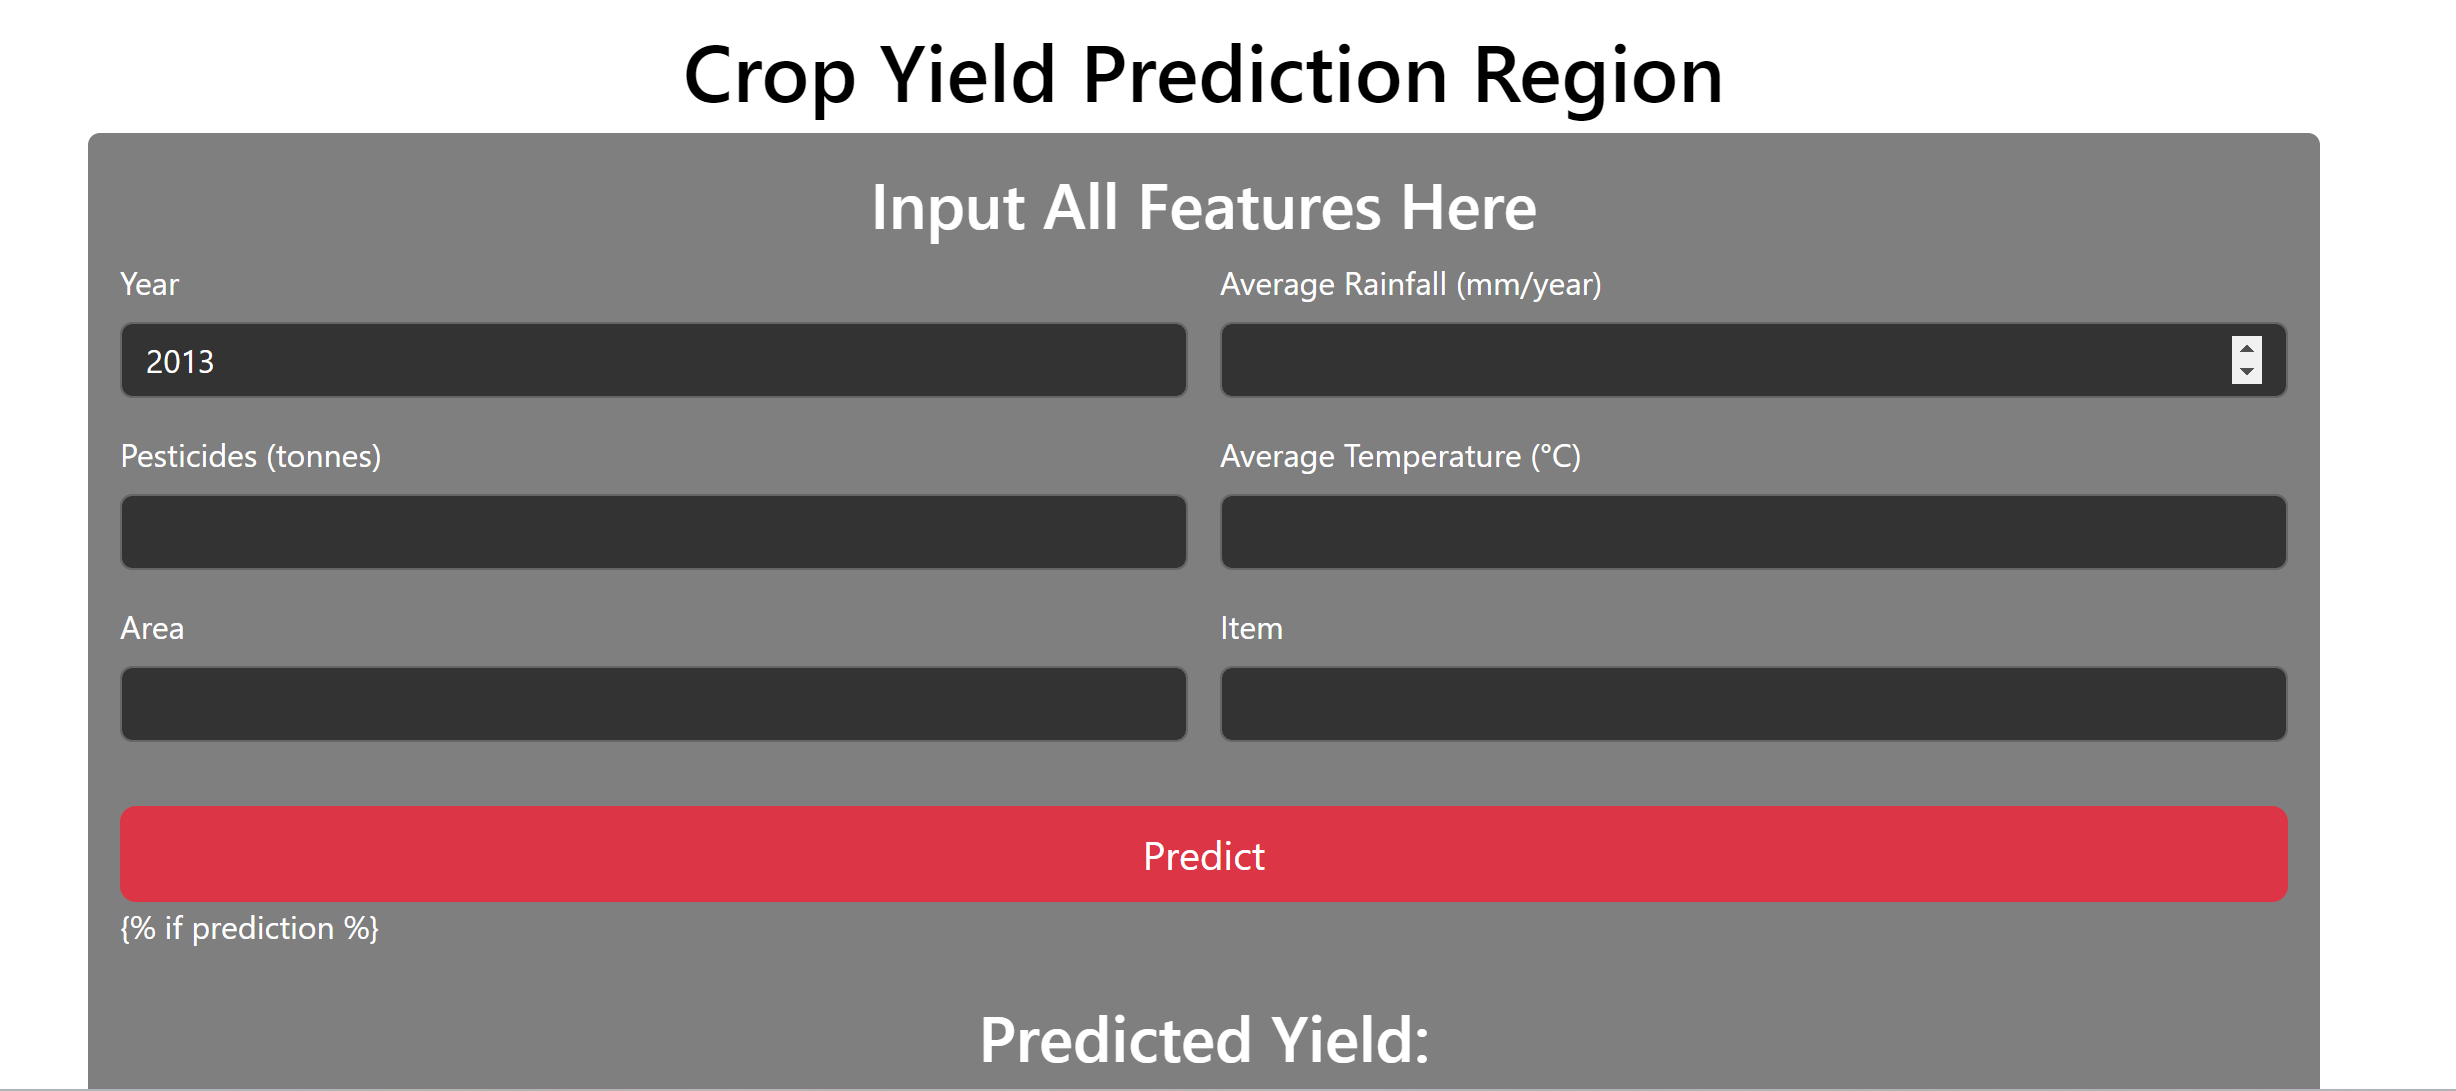 Crop Yield Prediction Region
Input All Features Here
Year
Average Rainfall (mm/year)
2013
Pesticides (tonnes)
Average Temperature (°C)
Area
Item
Predict
{% if prediction %}
Predicted Yield: